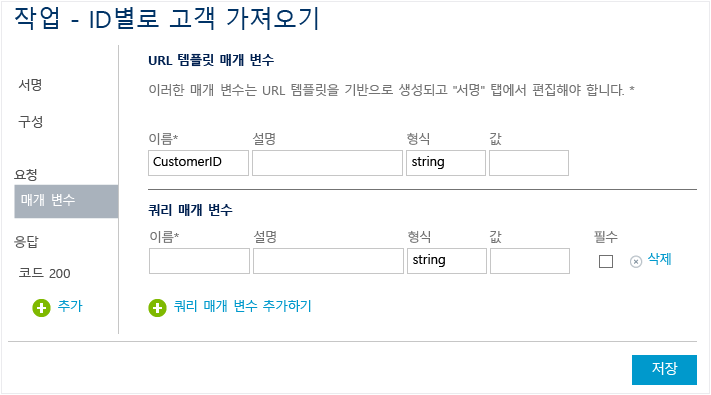 작업 - ID별로 고객 가져오기
서명
구성
요청
매개 변수
응답
코드 200
추가
URL 템플릿 매개 변수
이러한 매개 변수는 URL 템플릿을 기반으로 생성되고 "서명" 탭에서 편집해야 합니다. *
이름* 설명 형식 값
CustomerID string
쿼리 매개 변수
이름* 설명 형식 값 필수
string 삭제
쿼리 매개 변수 추가하기
저장